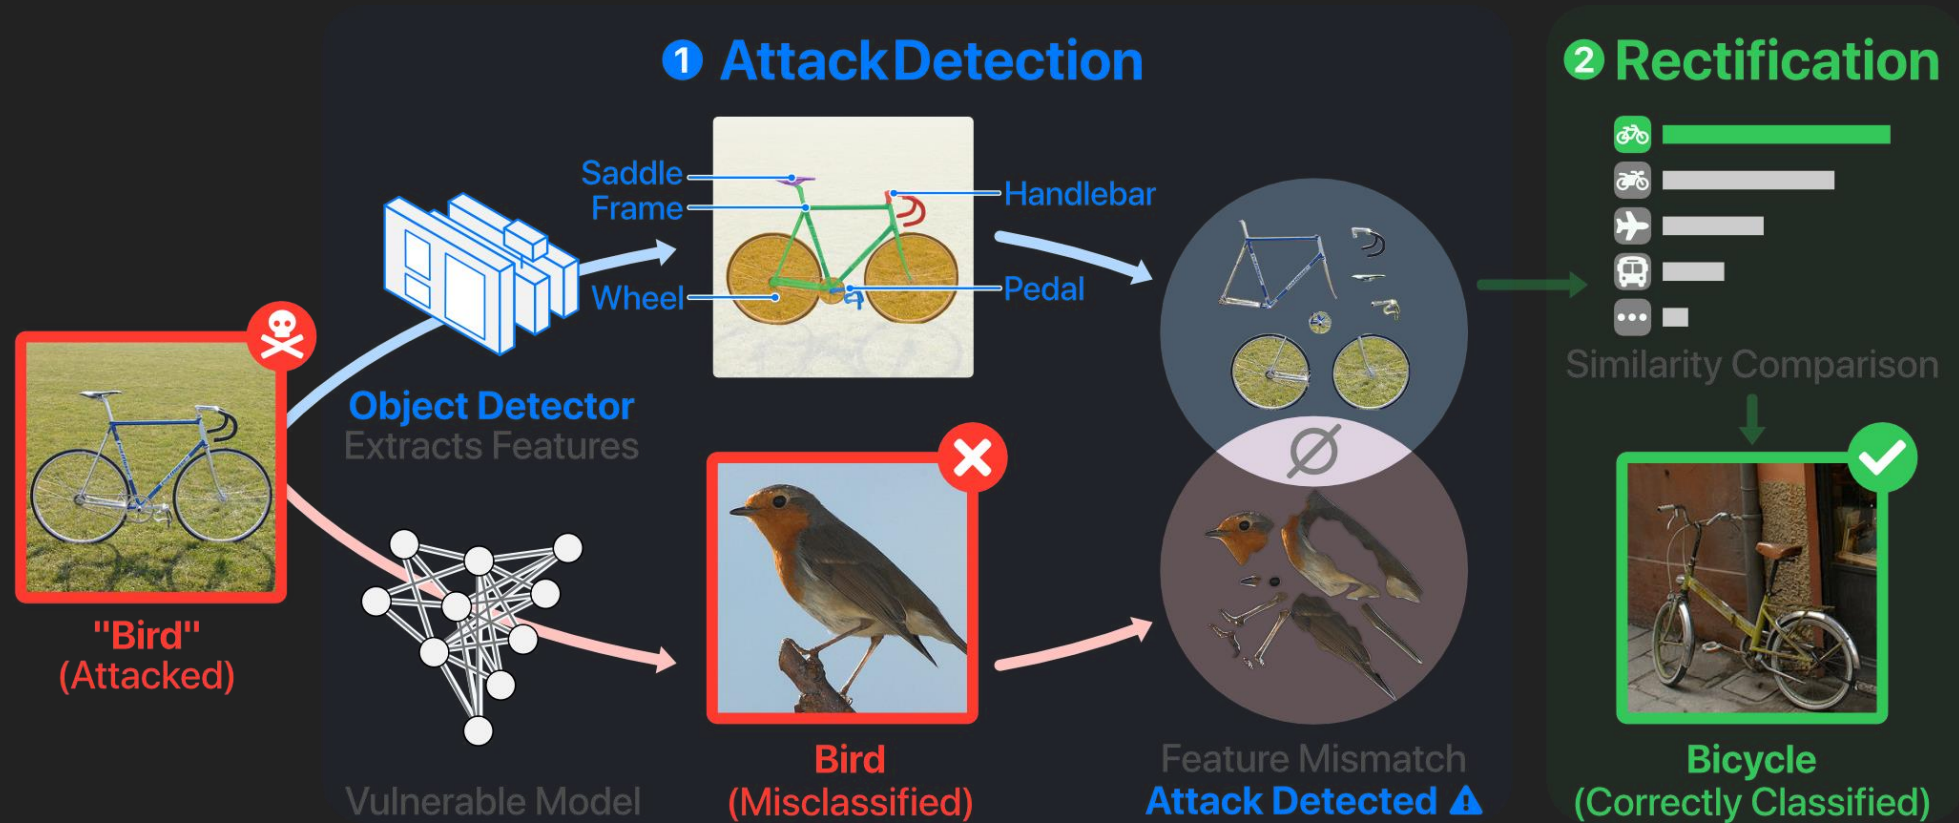 1 Attack Detection
2 Rectification
Saddle
Frame
Wheel
Handlebar
Pedal
Object Detector
Extracts Features
Similarity Comparison
"Bird"
(Attacked)
Vulnerable Model
Bird
(Misclassified)
Feature Mismatch
Attack Detected
Bicycle
(Correctly Classified)